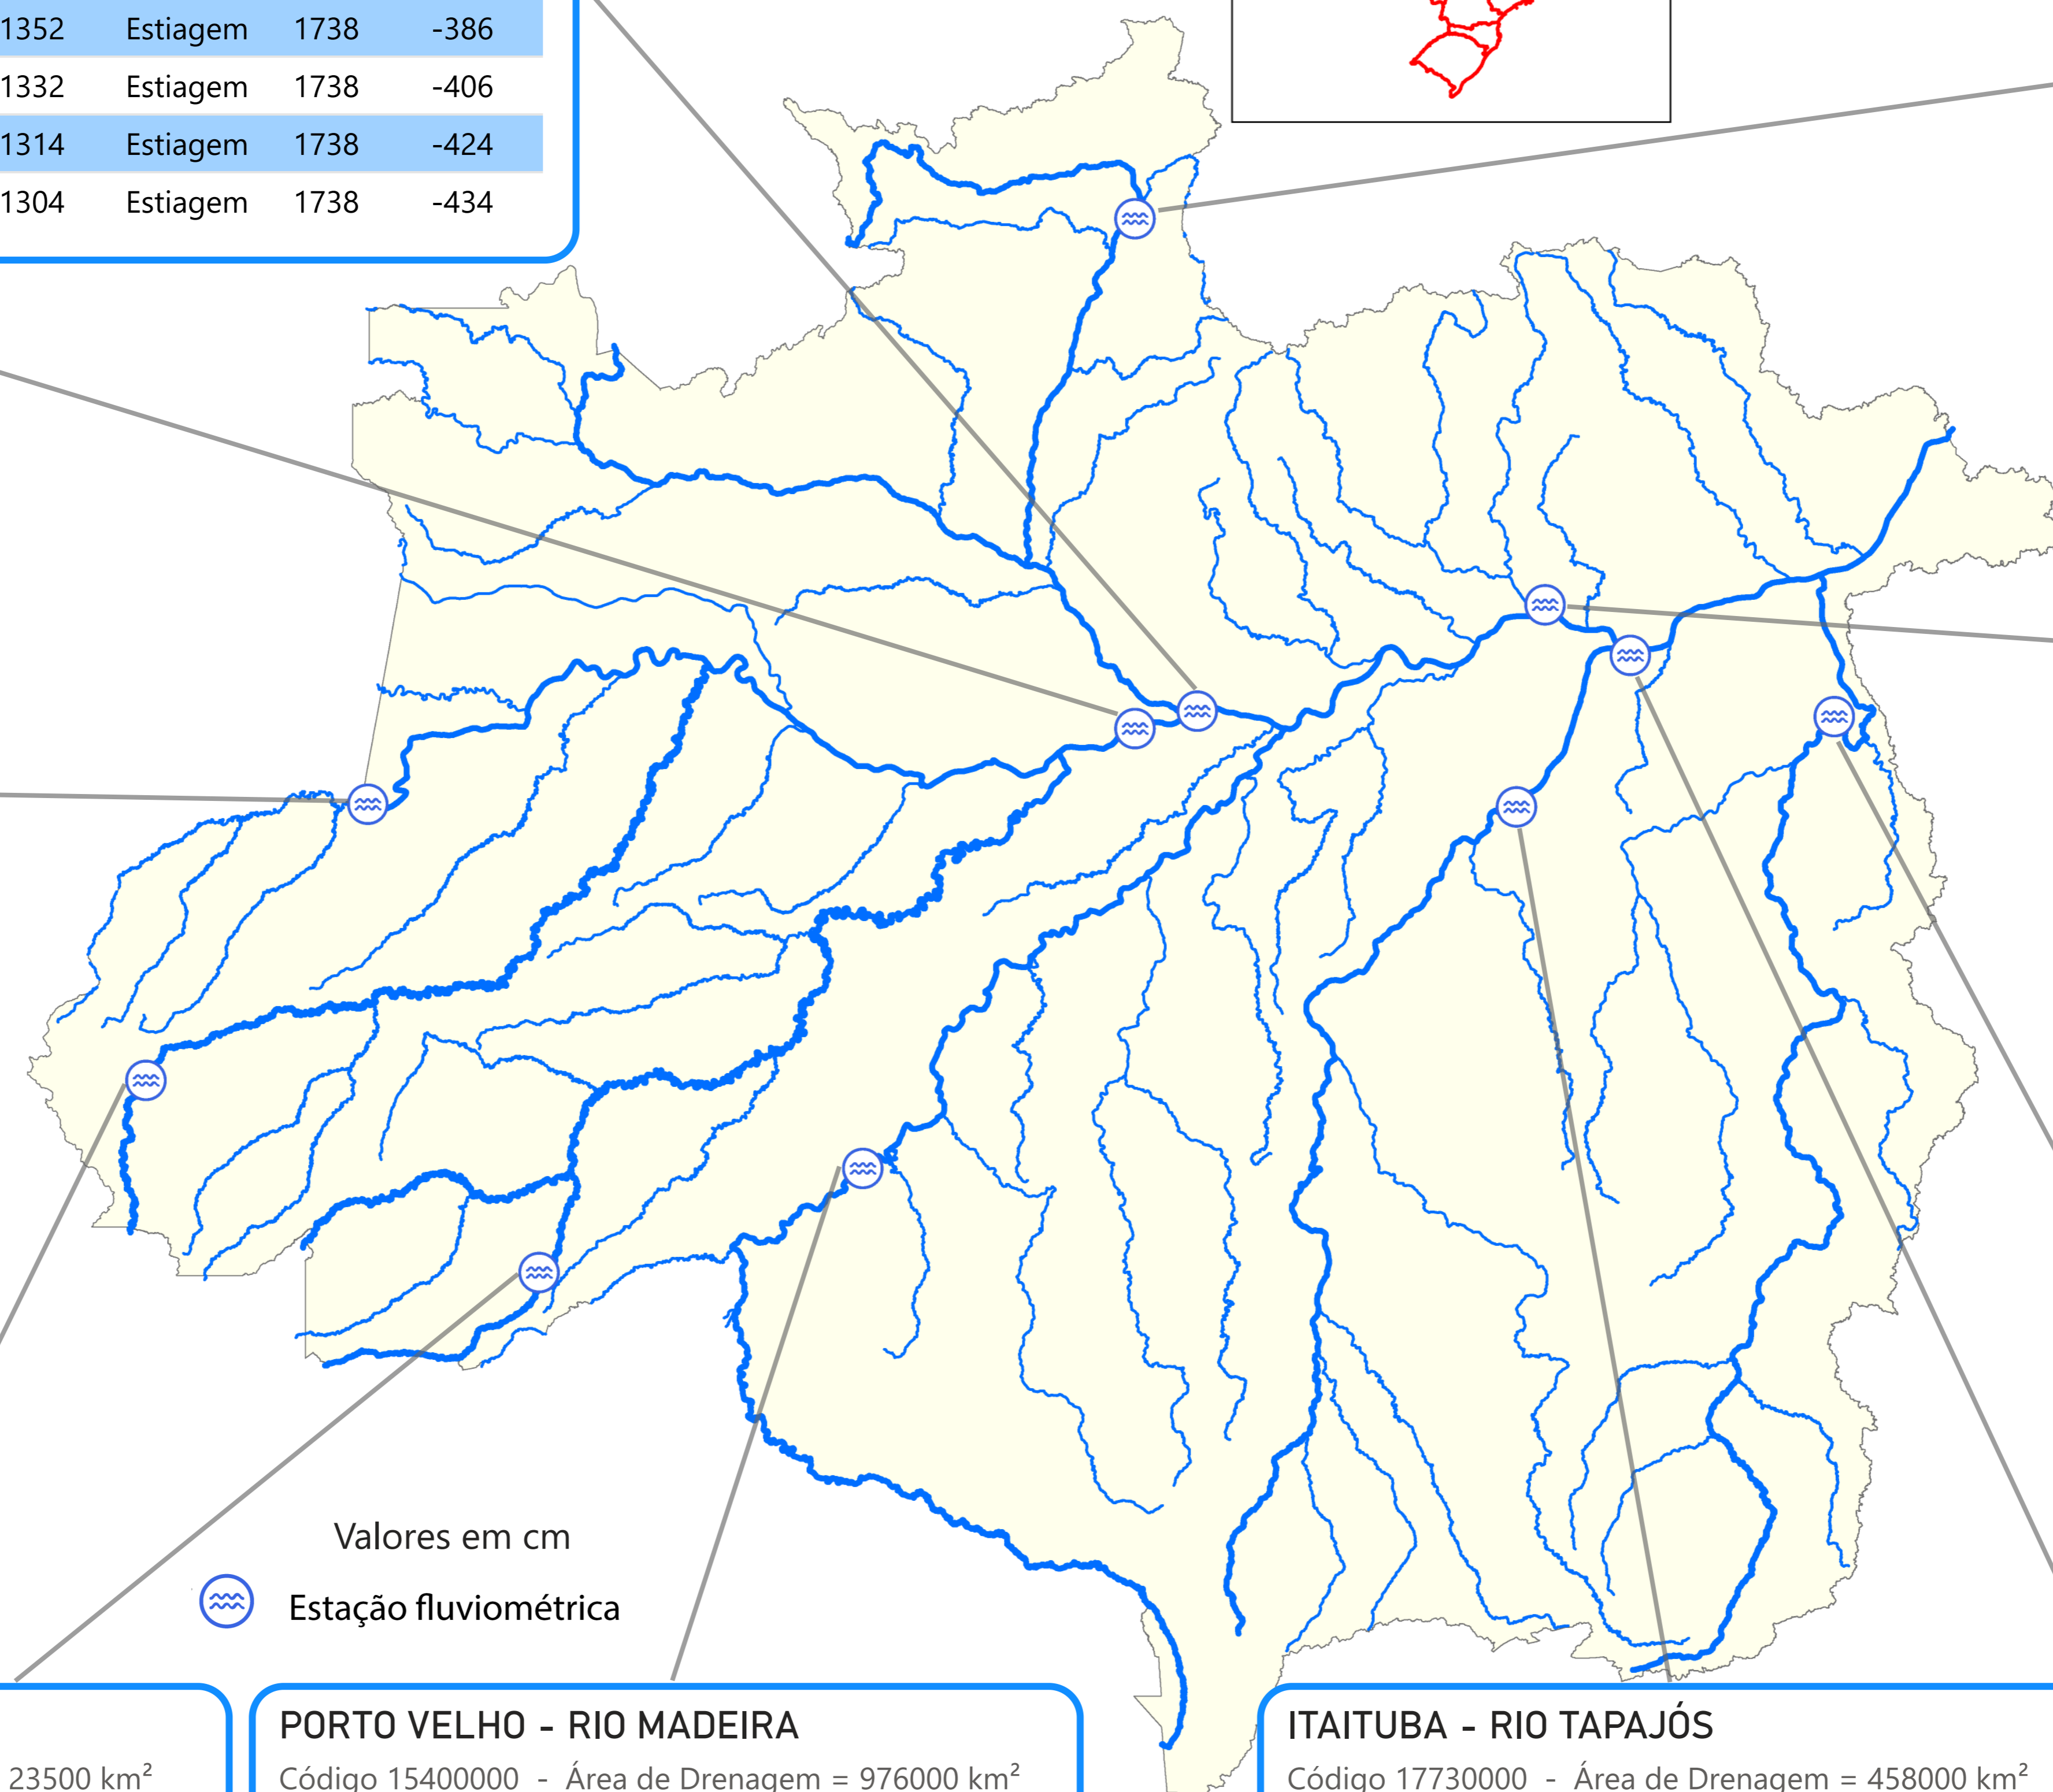 1352 Estiagem 1738 -386
1332 Estiagem 1738 -406
1314 Estiagem 1738 -424
1304 Estiagem 1738 -434
Valores em cm
Estação fluviométrica
23500 km²
PORTO VELHO - RIO MADEIRA
Código 15400000 - Área de Drenagem = 976000 km²
ITAITUBA - RIO TAPAJÓS
Código 17730000 - Área de Drenagem = 458000 km²